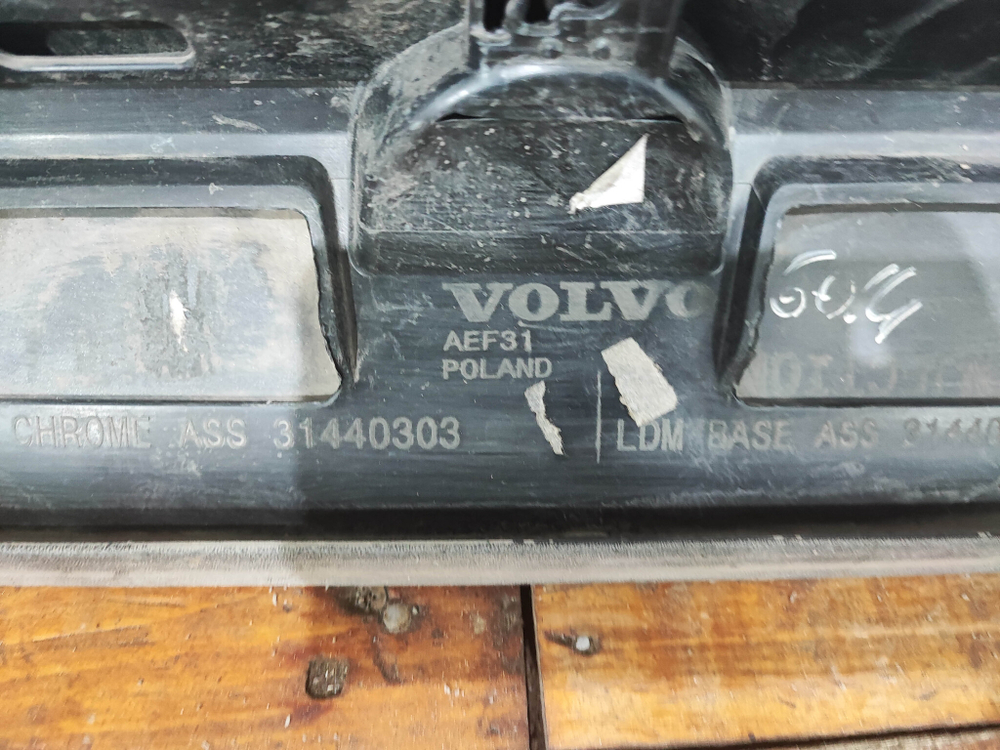 VOLVO
AEF31
POLAND
CHROME ASS 31440303
LDM BASE ASS